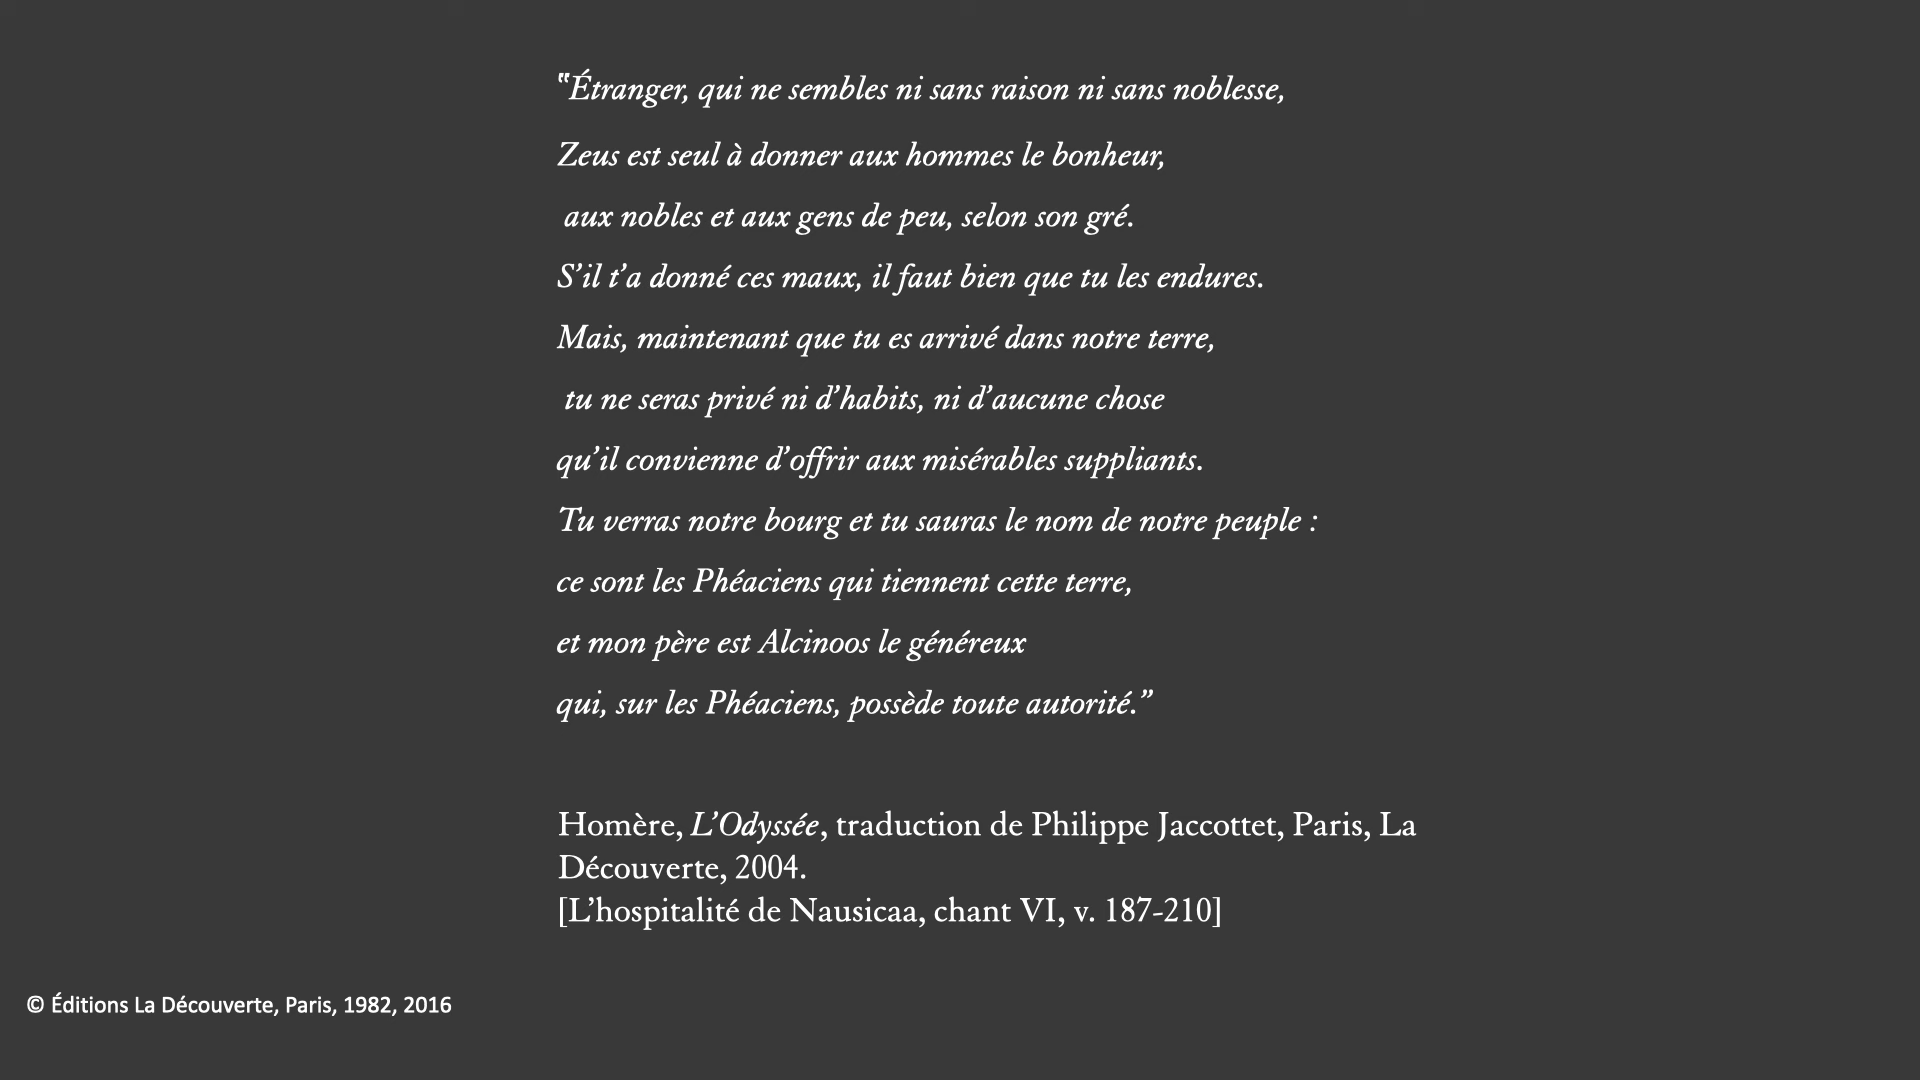 ‟Étranger, qui ne sembles ni sans raison ni sans noblesse,
Zeus est seul à donner aux hommes le bonheur,
aux nobles et aux gens de peu, selon son gré.
S’il t’a donné ces maux, il faut bien que tu les endures.
Mais, maintenant que tu es arrivé dans notre terre,
tu ne seras privé ni d’habits, ni d’aucune chose
qu’il convienne d’offrir aux misérables suppliants.
Tu verras notre bourg et tu sauras le nom de notre peuple :
ce sont les Phéaciens qui tiennent cette terre,
et mon père est Alcinoos le généreux
qui, sur les Phéaciens, possède toute autorité.”
Homère, L’Odyssée, traduction de Philippe Jaccottet, Paris, La
Découverte, 2004.
[L’hospitalité de Nausicaa, chant VI, v. 187-210]
© Éditions La Découverte, Paris, 1982, 2016